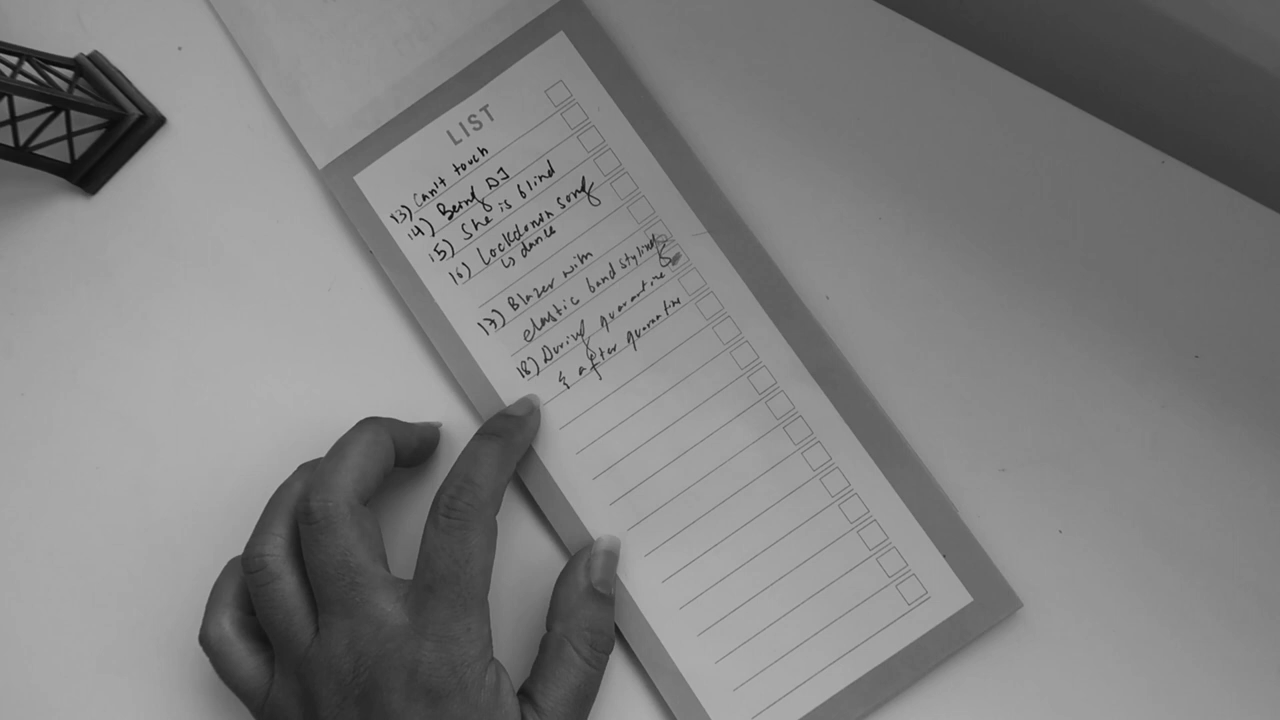 LIST
13) Can't touch
14) Being DJ
15) She is blind
16) Lockdown song
↳ dance
17) Blazer with
elastic band styling
18) During quarantine
& after quarantine